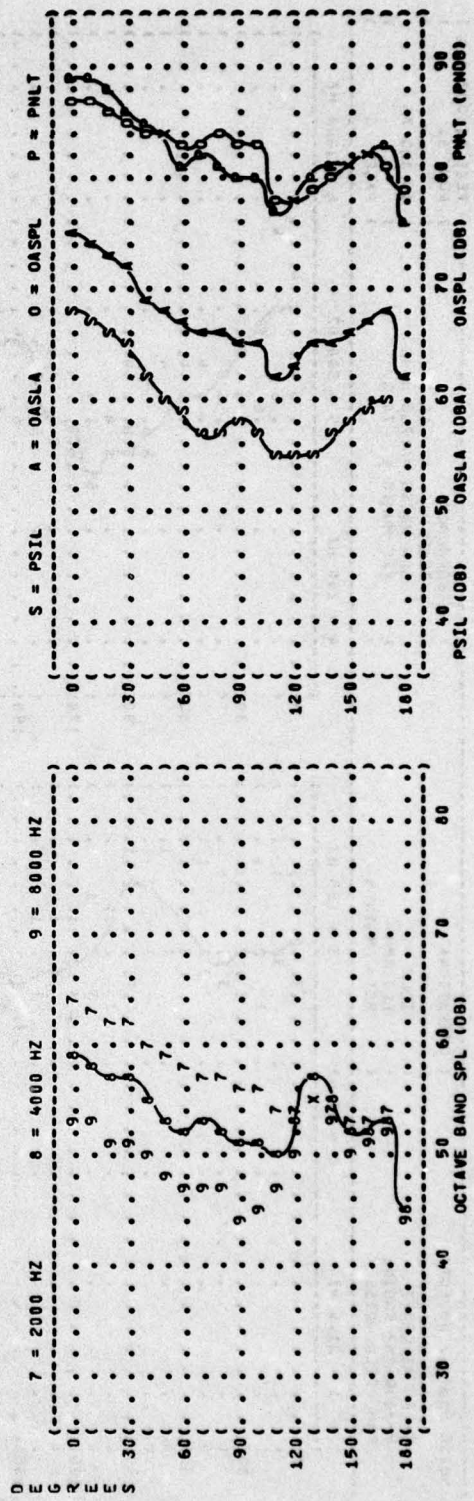 DEGREES
7 = 2000 HZ 8 = 4000 HZ 9 = 8000 HZ
0
30
60
90
120
150
180
30 40 50 60 70 80
OCTAVE BAND SPL (DB)
S = PSIL A = OASLA O = OASPL P = PNLT
0
30
60
90
120
150
180
40 50 60 70 80 90
PSIL (DB) OASLA (DBA) OASPL (DB) PNLT (PNDB)